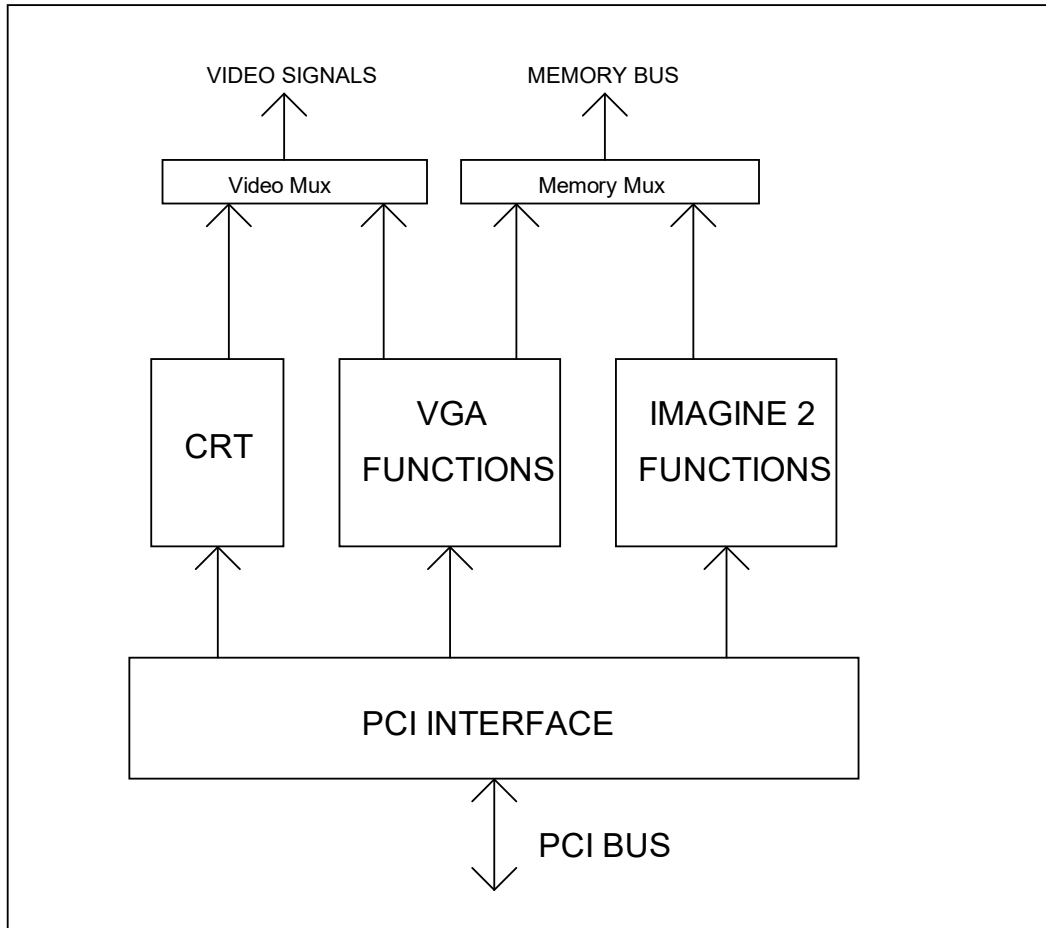 VIDEO SIGNALS
MEMORY BUS
Video Mux
Memory Mux
CRT
VGA
FUNCTIONS
IMAGINE 2
FUNCTIONS
PCI INTERFACE
PCI BUS